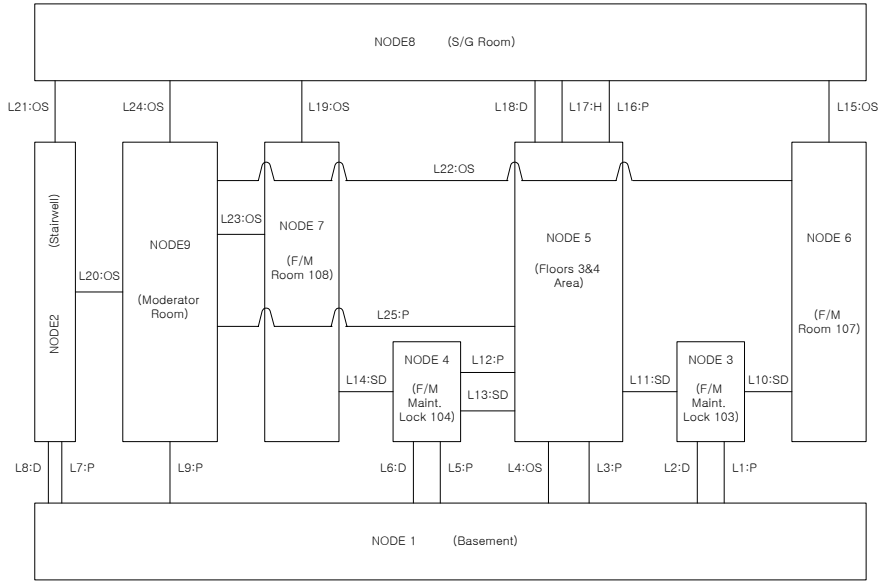 NODE8 (S/G Room)
L21:OS
L24:OS
L19:OS
L18:D
L17:H
L16:P
L15:OS
L22:OS
(Stairwell)
NODE2
L23:OS
NODE 7
(F/M
Room 108)
NODE9
(Moderator
Room)
L20:OS
NODE 5
(Floors 3&4
Area)
NODE 6
(F/M
Room 107)
L25:P
NODE 4
(F/M
Maint.
Lock 104)
L12:P
L13:SD
L14:SD
L11:SD
NODE 3
(F/M
Maint.
Lock 103)
L10:SD
L8:D
L7:P
L9:P
L6:D
L5:P
L4:OS
L3:P
L2:D
L1:P
NODE 1 (Basement)